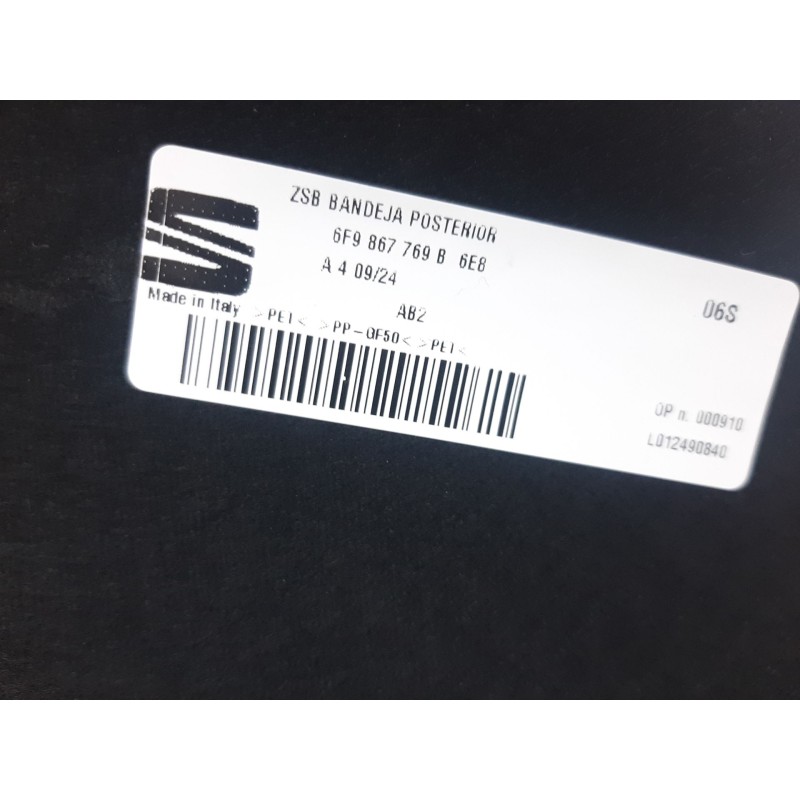 ZSB BANDEJA POSTERIOR
6F9 867 769 B 6E8
A 4 09/24
06S
AB2
Made in Italy >PET< >PP-GF50< >PET<
OP n. 000910
L012490840